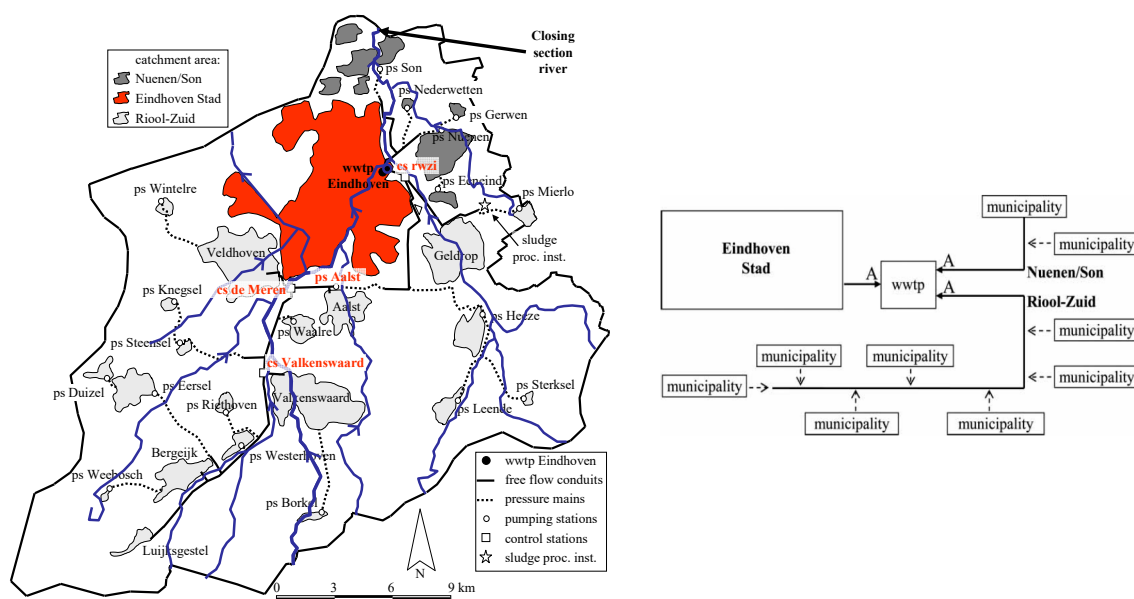 Closing
section
river
catchment area:
Nuenen/Son
Eindhoven Stad
Riool-Zuid
ps Son
ps Nederwetten
ps Gerwen
ps Nuenen
cs rwzi
wwtp
Eindhoven
ps Eeneind
ps Mierlo
ps Wintelre
sludge
proc. inst.
Veldhoven
Geldrop
ps Aalst
cs de Meren
ps Knegsel
Aalst
ps Heeze
ps Waalre
ps Steensel
cs Valkenswaard
ps Duizel
ps Eersel
ps Sterksel
ps Riethoven
Valkenswaard
ps Leende
Bergeijk
ps Westerhoven
ps Weebosch
ps Borkel
Luijksgestel
wwtp Eindhoven
free flow conduits
pressure mains
pumping stations
control stations
sludge proc. inst.
N
0 3 6 9 km
municipality
municipality
Eindhoven
Stad
A
A
wwtp
Nuenen/Son
A
Riool-Zuid
municipality
municipality
municipality
municipality
municipality
municipality
municipality